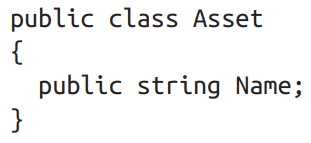 public class Asset
{
  public string Name;
}